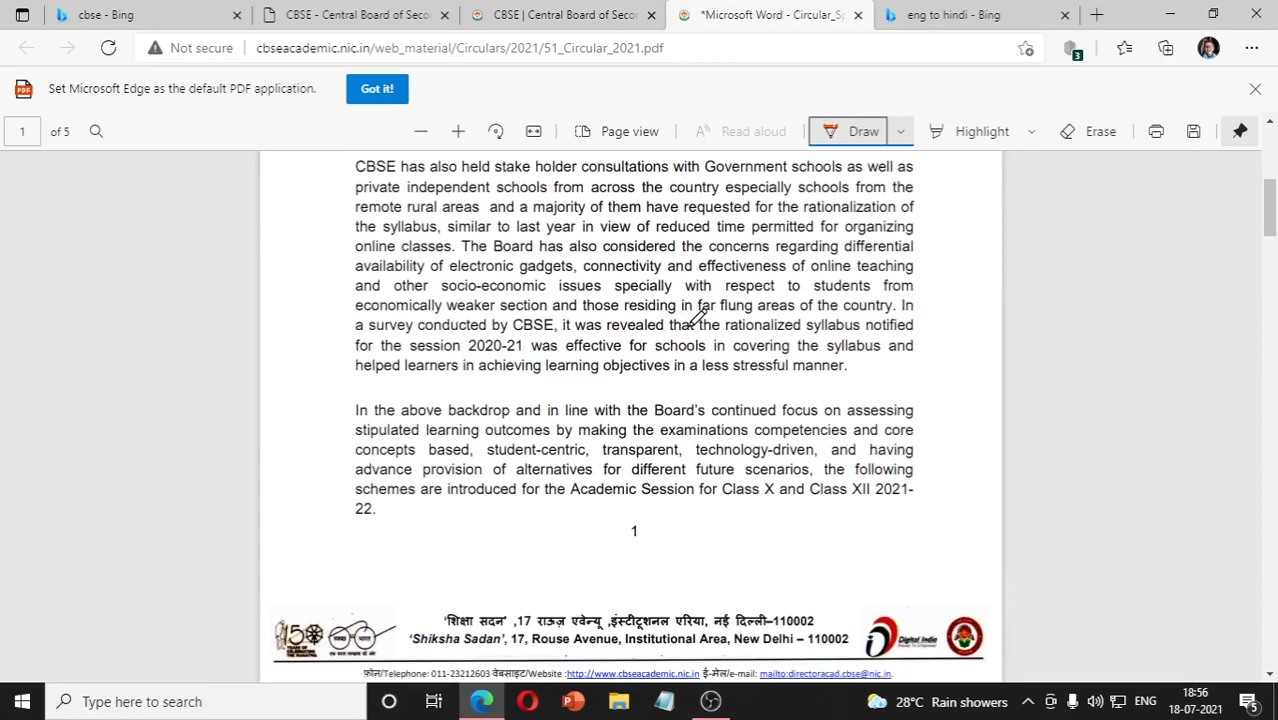 cbse - Bing
CBSE - Central Board of Secon
CBSE | Central Board of Secon
*Microsoft Word - Circular_Sp
eng to hindi - Bing
Not secure
cbseacademic.nic.in/web_material/Circulars/2021/51_Circular_2021.pdf
3
PDF
Set Microsoft Edge as the default PDF application.
Got it!
1 of 5
Page view
Read aloud
Draw
Highlight
Erase
CBSE has also held stake holder consultations with Government schools as well as
private independent schools from across the country especially schools from the
remote rural areas and a majority of them have requested for the rationalization of
the syllabus, similar to last year in view of reduced time permitted for organizing
online classes. The Board has also considered the concerns regarding differential
availability of electronic gadgets, connectivity and effectiveness of online teaching
and other socio-economic issues specially with respect to students from
economically weaker section and those residing in far flung areas of the country. In
a survey conducted by CBSE, it was revealed that the rationalized syllabus notified
for the session 2020-21 was effective for schools in covering the syllabus and
helped learners in achieving learning objectives in a less stressful manner.
In the above backdrop and in line with the Board's continued focus on assessing
stipulated learning outcomes by making the examinations competencies and core
concepts based, student-centric, transparent, technology-driven, and having
advance provision of alternatives for different future scenarios, the following
schemes are introduced for the Academic Session for Class X and Class XII 2021-
22.
1
'शिक्षा सदन' ,17 राऊज़ एवेन्यू ,इंस्टीटूशनल एरिया, नई दिल्ली–110002
'Shiksha Sadan', 17, Rouse Avenue, Institutional Area, New Delhi – 110002
150
YEARS OF
CELEBRATING
THE MAHATMA
Digital India
Power To Empower
फ़ोन/Telephone: 011-23212603 वेबसाइट/Website :http://www.cbseacademic.nic.in ई-मेल/e-mail: mailto:directoracad.cbse@nic.in.
Type here to search
28°C Rain showers
ENG
18:56
18-07-2021
5